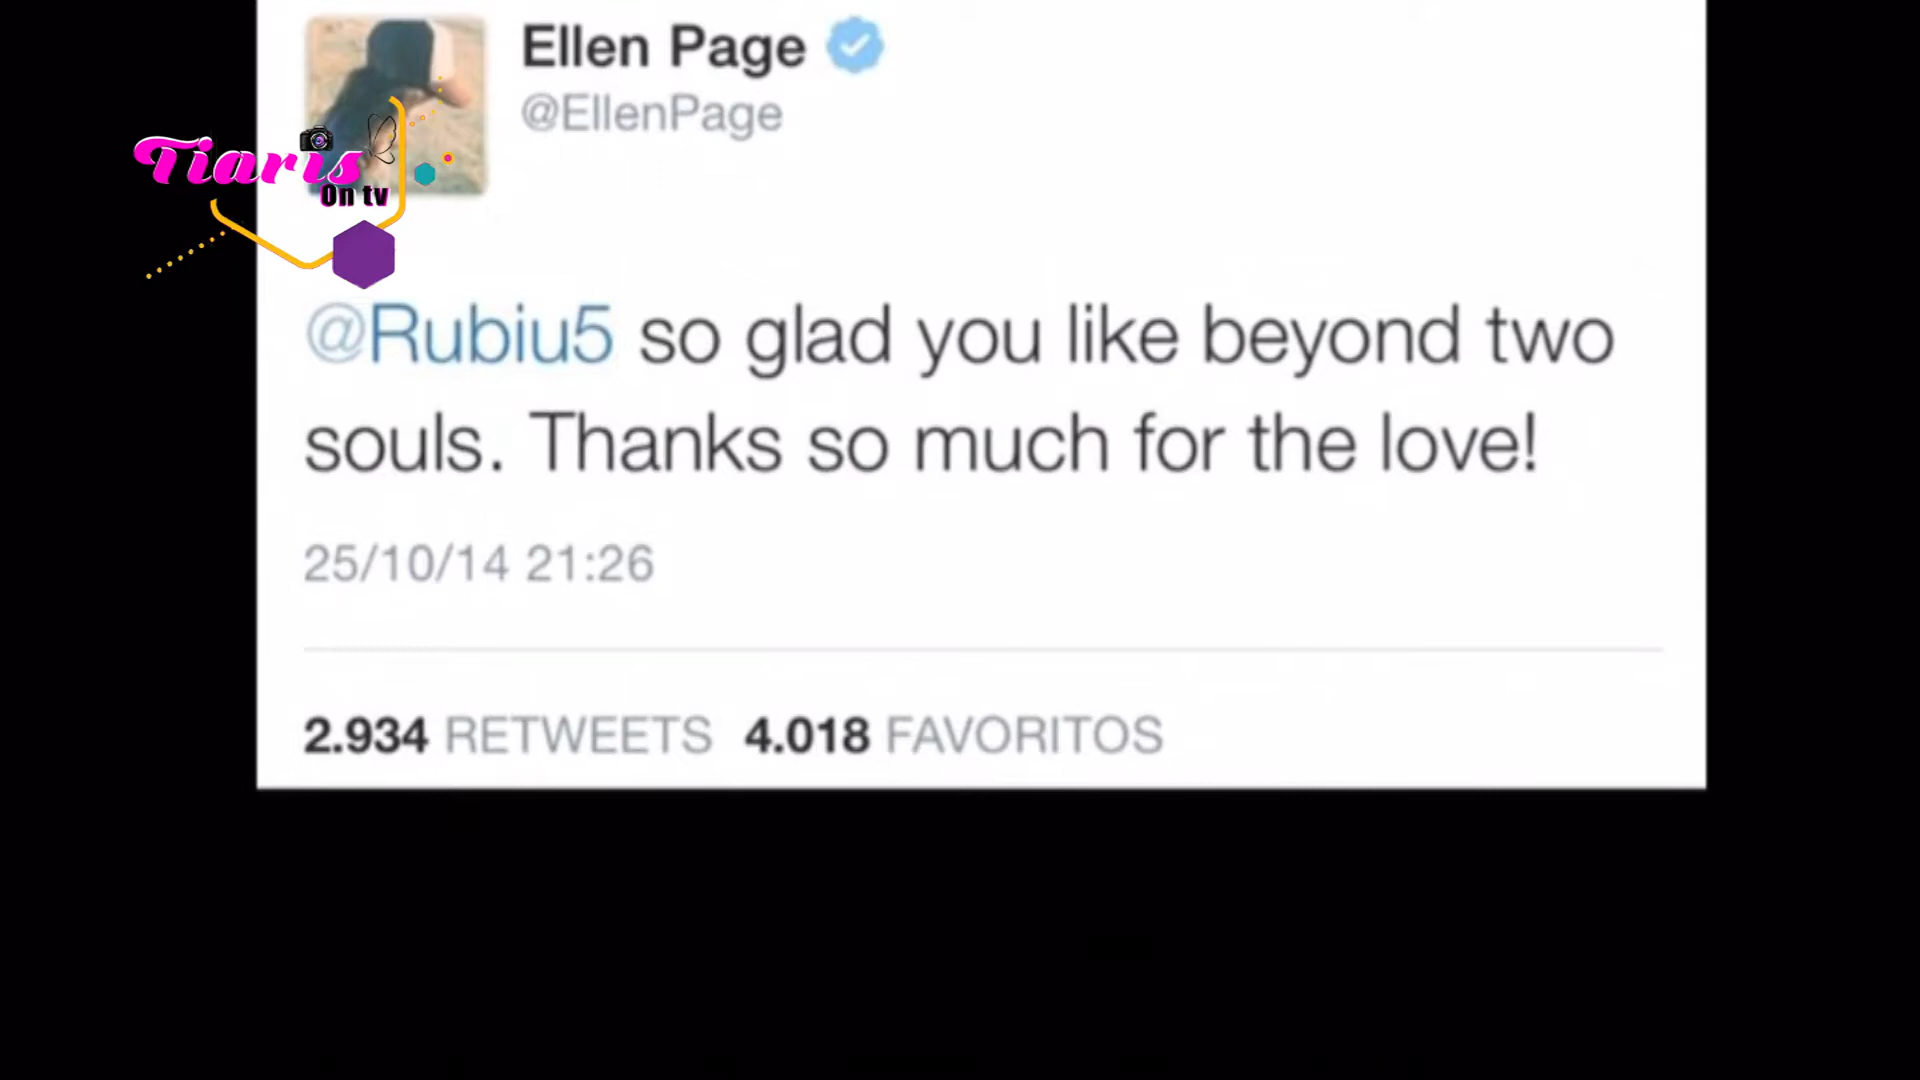 Ellen Page
@EllenPage
Tiaris
On tv
@Rubiu5 so glad you like beyond two
souls. Thanks so much for the love!
25/10/14 21:26
2.934 RETWEETS 4.018 FAVORITOS